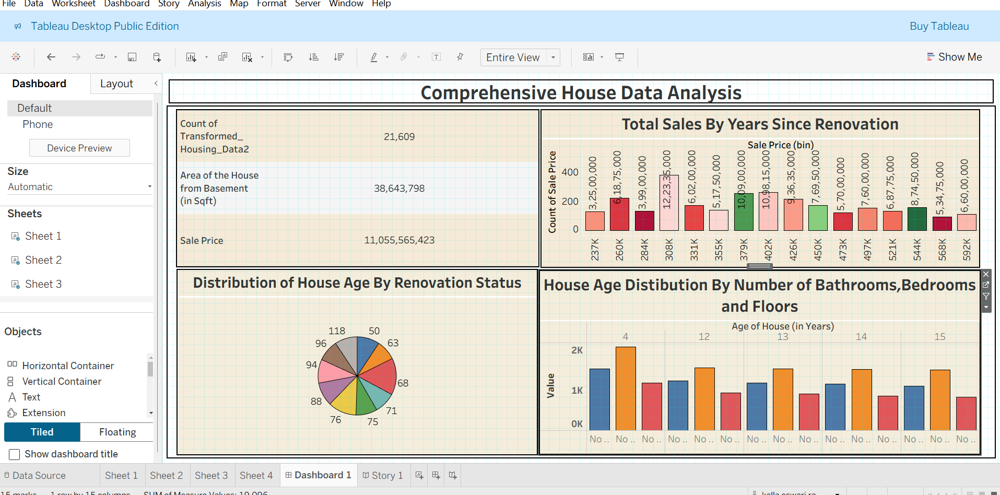 File Data Worksheet Dashboard Story Analysis Map Format Server Window Help
Tableau Desktop Public Edition
Buy Tableau
Entire View
Show Me
Dashboard
Layout
Default
Phone
Device Preview
Size
Automatic
Sheets
Sheet 1
Sheet 2
Sheet 3
Objects
Horizontal Container
Vertical Container
Text
Extension
Tiled
Floating
Show dashboard title
Comprehensive House Data Analysis
Count of
Transformed_
Housing_Data2
21,609
Area of the House
from Basement
(in Sqft)
38,643,798
Sale Price
11,055,565,423
Total Sales By Years Since Renovation
Sale Price (bin)
Count of Sale Price
400
200
0
3,25,00,000
6,18,75,000
3,99,00,000
12,23,35,000
6,02,00,000
5,17,50,000
10,09,00,000
10,98,15,000
9,36,35,000
7,69,50,000
5,70,00,000
7,60,00,000
6,87,75,000
8,74,50,000
5,34,75,000
6,60,00,000
237K
260K
284K
308K
331K
355K
379K
402K
426K
450K
473K
497K
521K
544K
568K
592K
Distribution of House Age By Renovation Status
118
50
96
63
94
68
88
71
76
75
House Age Distibution By Number of Bathrooms,Bedrooms
and Floors
Age of House (in Years)
4 12 13 14 15
Value
2K
1K
0K
No .. No .. No .. No .. No .. No .. No .. No .. No .. No .. No .. No .. No .. No .. No ..
Data Source Sheet 1 Sheet 2 Sheet 3 Sheet 4 Dashboard 1 Story 1
15 marks 1 row by 15 columns SUM of Measure Values: 19,096
kalla eswari ra